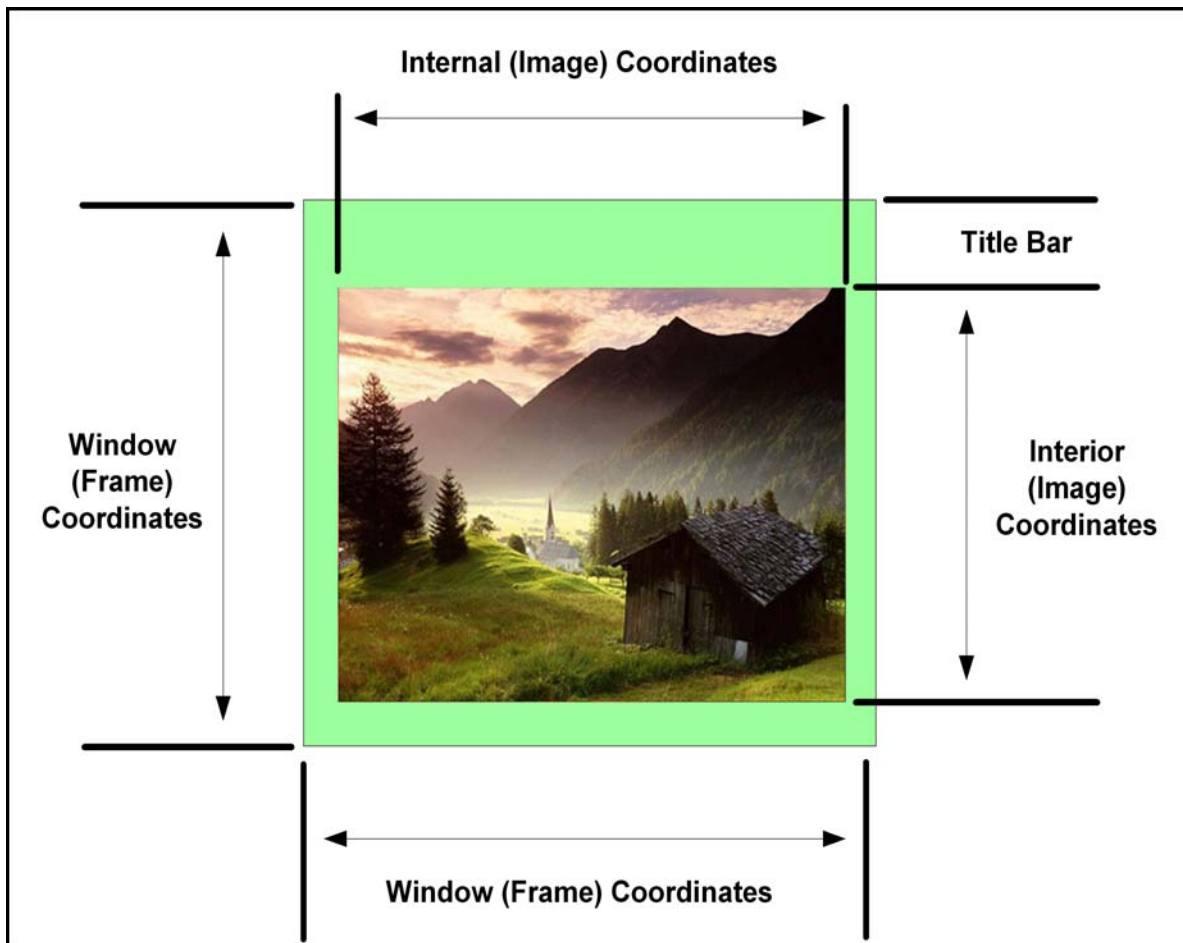 Internal (Image) Coordinates
Title Bar
Window
(Frame)
Coordinates
Interior
(Image)
Coordinates
Window (Frame) Coordinates